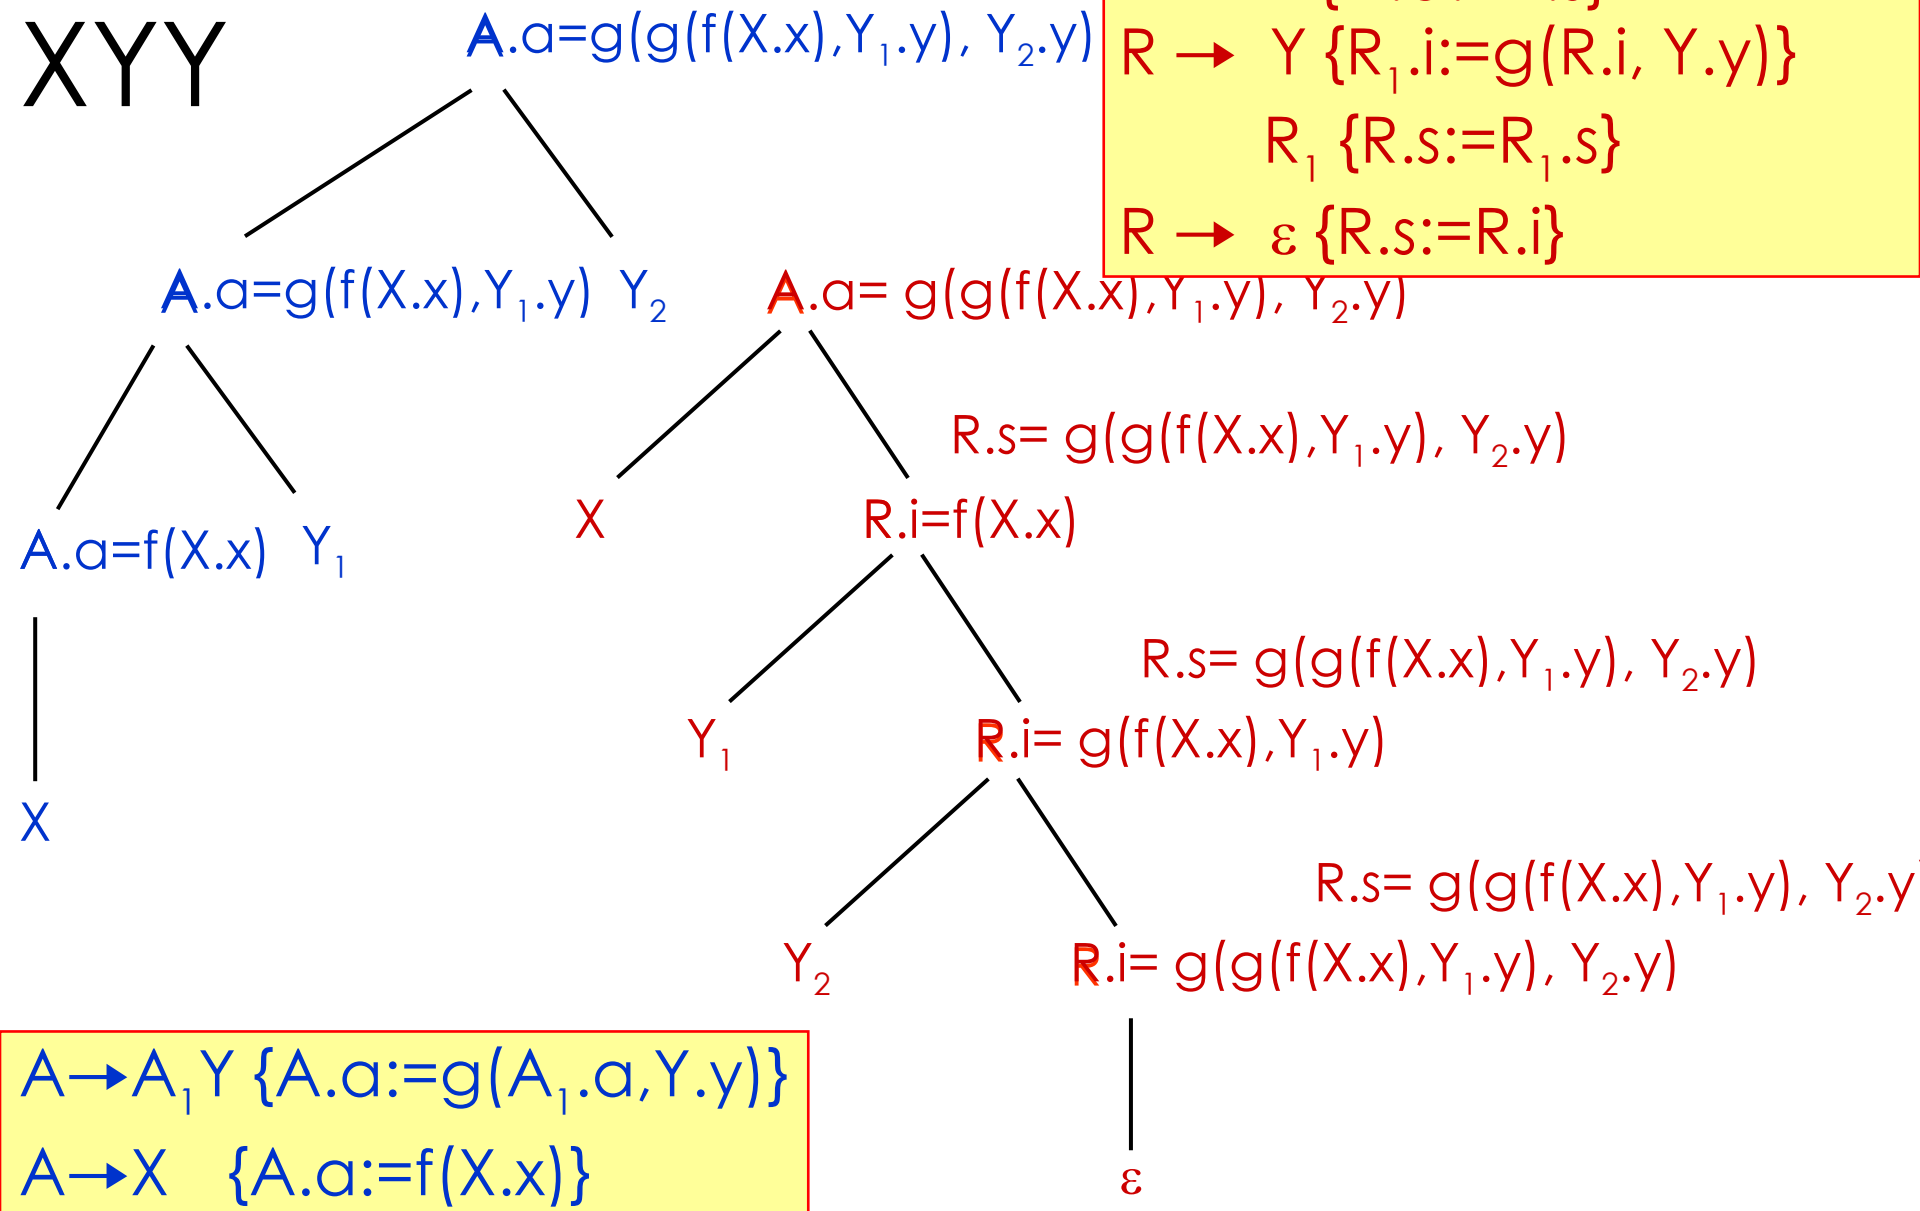 XYY
A.a=g(g(f(X.x),Y1.y), Y2.y)
R → Y {R1.i:=g(R.i, Y.y)}
R1 {R.s:=R1.s}
R → ε {R.s:=R.i}
A.a=g(f(X.x),Y1.y) Y2
A.a= g(g(f(X.x),Y1.y), Y2.y)
R.s= g(g(f(X.x),Y1.y), Y2.y)
X
R.i=f(X.x)
A.a=f(X.x) Y1
R.s= g(g(f(X.x),Y1.y), Y2.y)
Y1
R.i= g(f(X.x),Y1.y)
X
R.s= g(g(f(X.x),Y1.y), Y2.y
Y2
R.i= g(g(f(X.x),Y1.y), Y2.y)
A→A1Y {A.a:=g(A1.a,Y.y)}
A→X {A.a:=f(X.x)}
ε